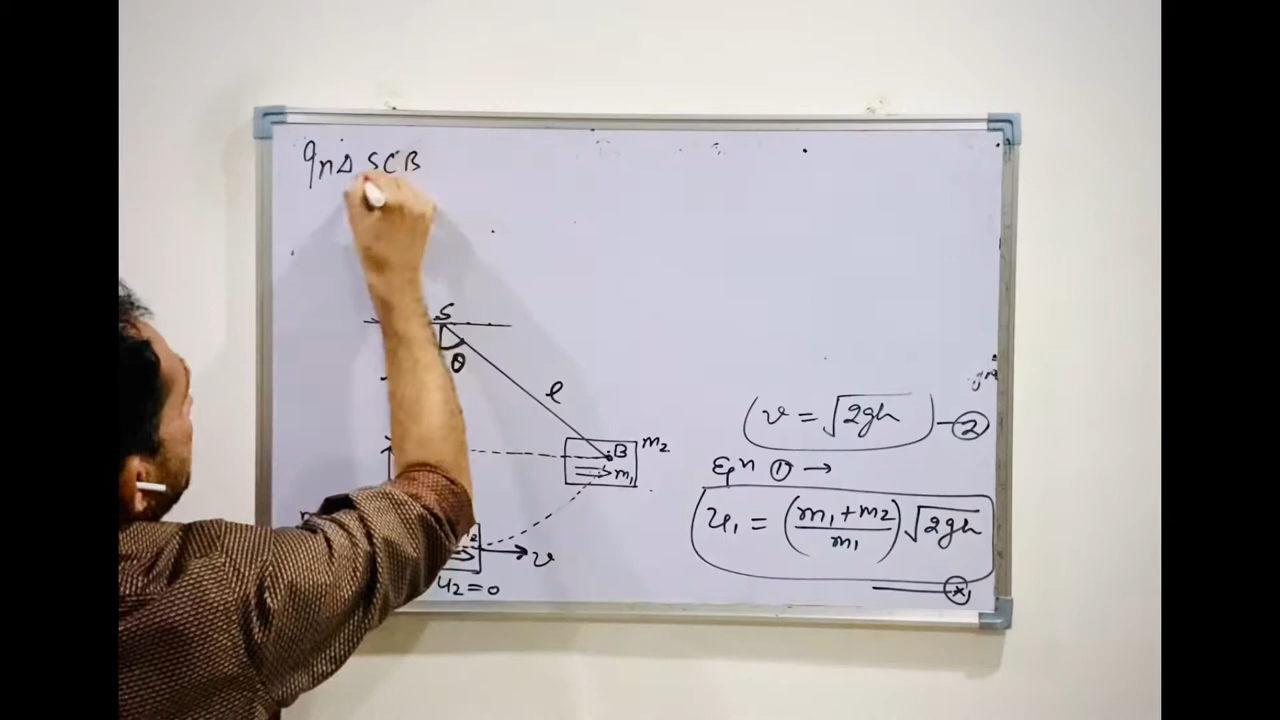 In Δ SCB
S
θ
l
B
m₂
m₁
v
u₂ = 0
(v = √2gh) — ②
Eqn ① →
u₁ = (m₁ + m₂ / m₁) √2gh
*